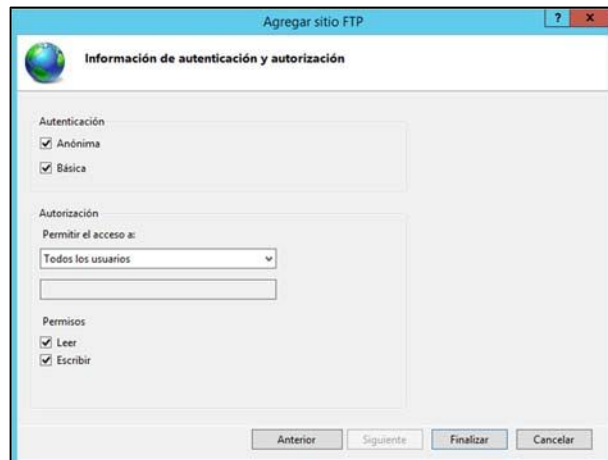 Agregar sitio FTP
? x
Información de autenticación y autorización
Autenticación
Anónima
Básica
Autorización
Permitir el acceso a:
Todos los usuarios
Permisos
Leer
Escribir
Anterior Siguiente Finalizar Cancelar